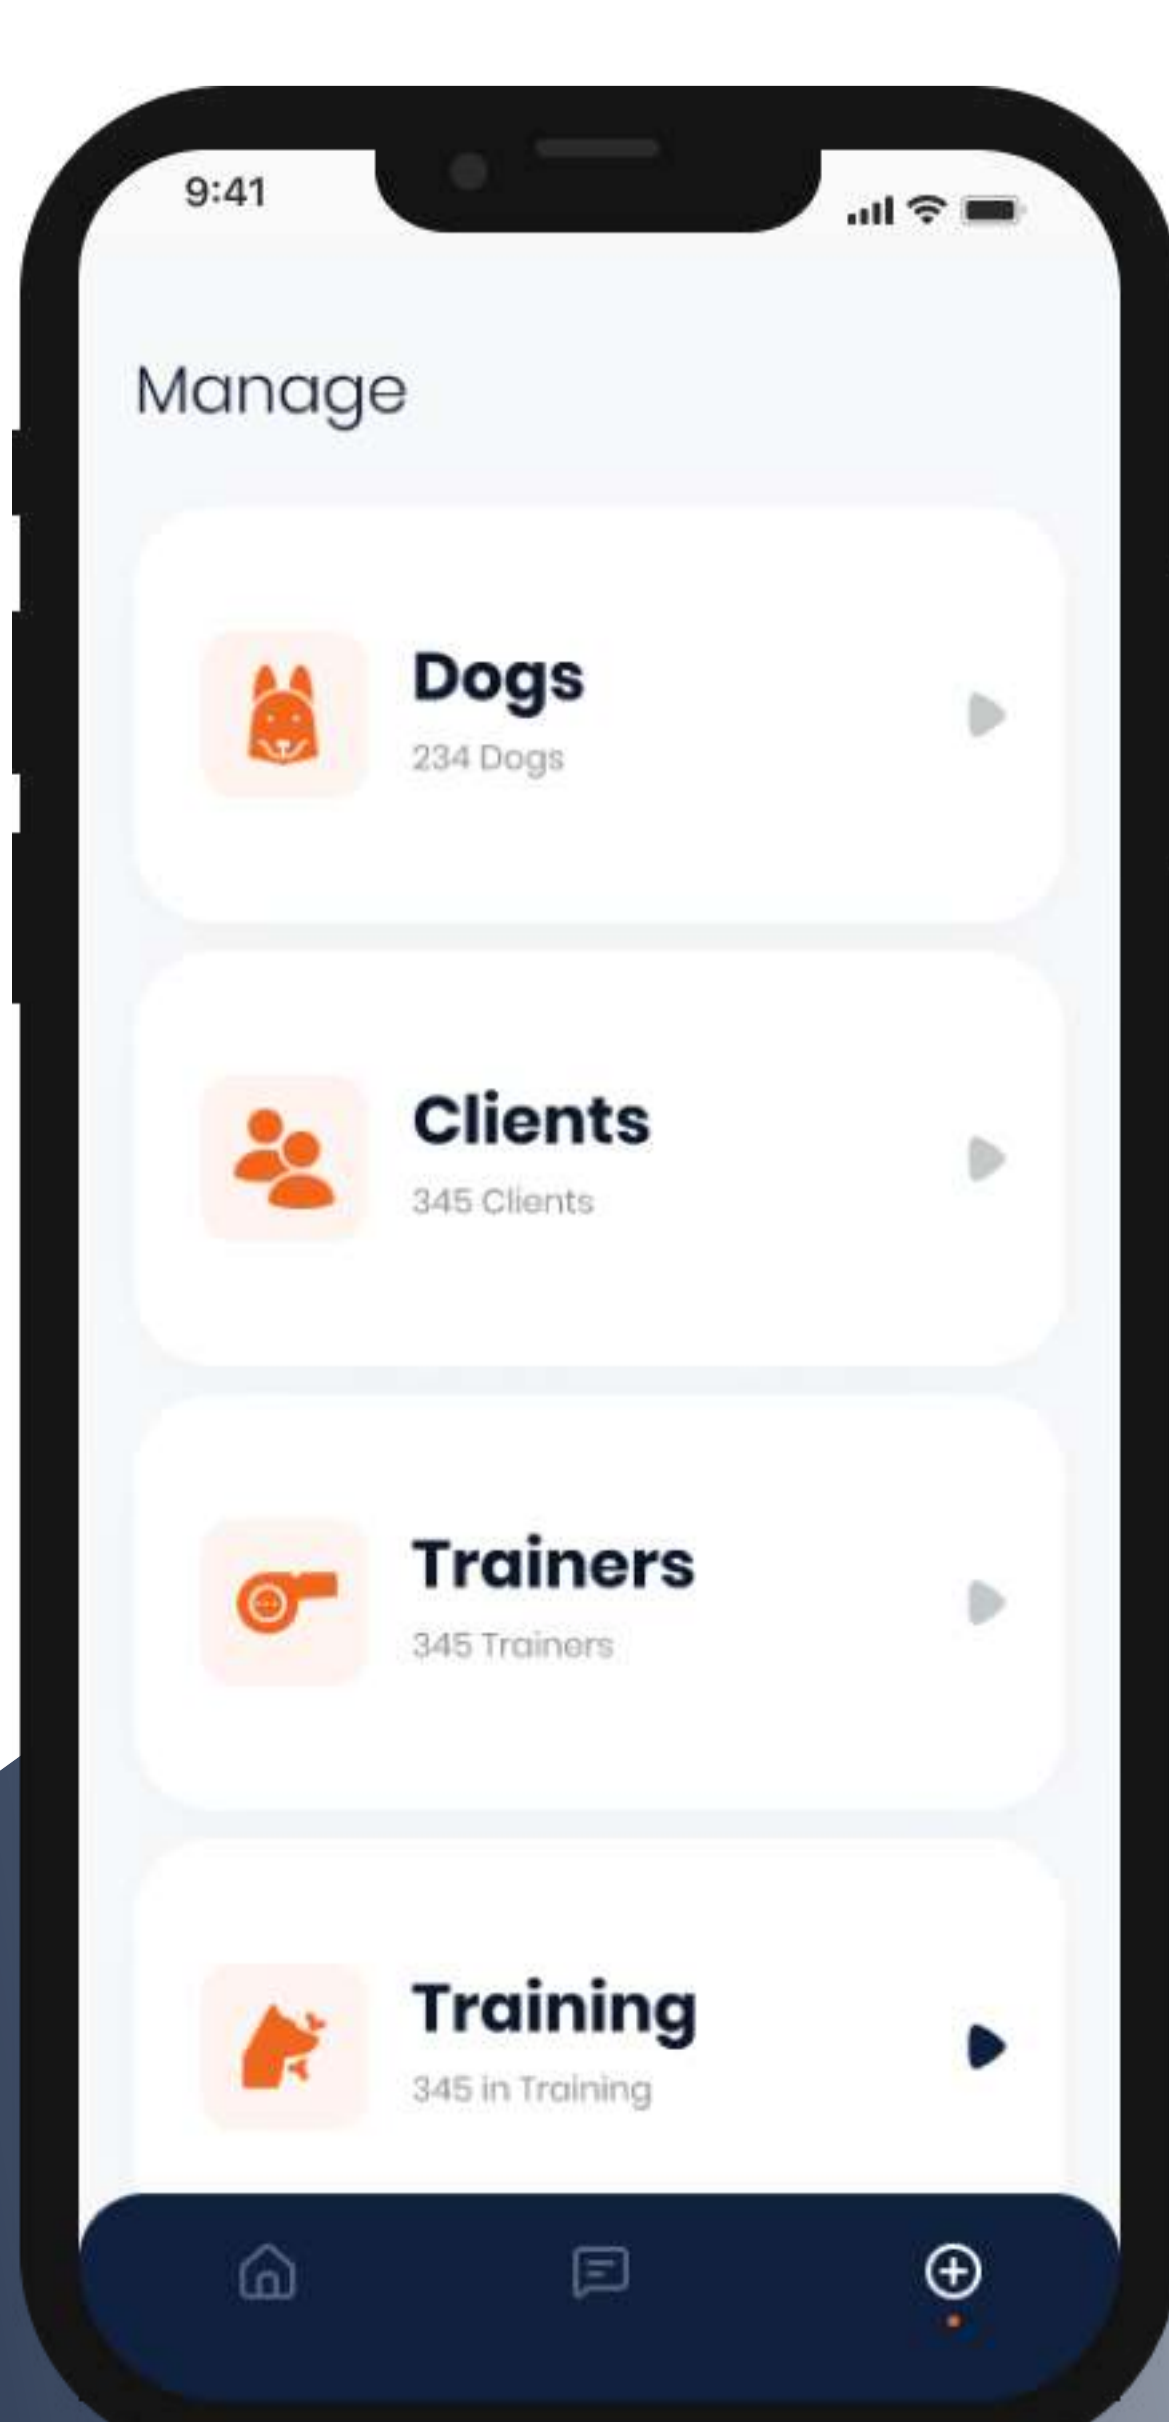 9:41
Manage
Dogs
234 Dogs
Clients
345 Clients
Trainers
345 Trainers
Training
345 in Training